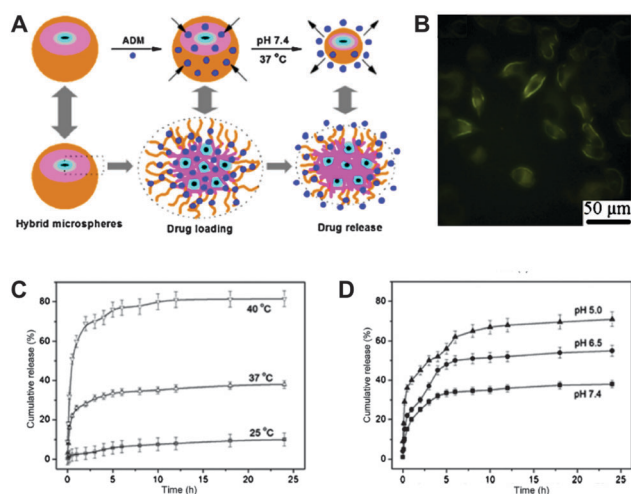 A
ADM
pH 7.4
37 °C
Hybrid microspheres
Drug loading
Drug release
B
50 µm
C
Cumulative release (%)
80
60
40
20
0
40 °C
37 °C
25 °C
0
5
10
15
20
25
Time (h)
D
Cumulative release (%)
80
60
40
20
0
pH 5.0
pH 6.5
pH 7.4
0
5
10
15
20
25
Time (h)